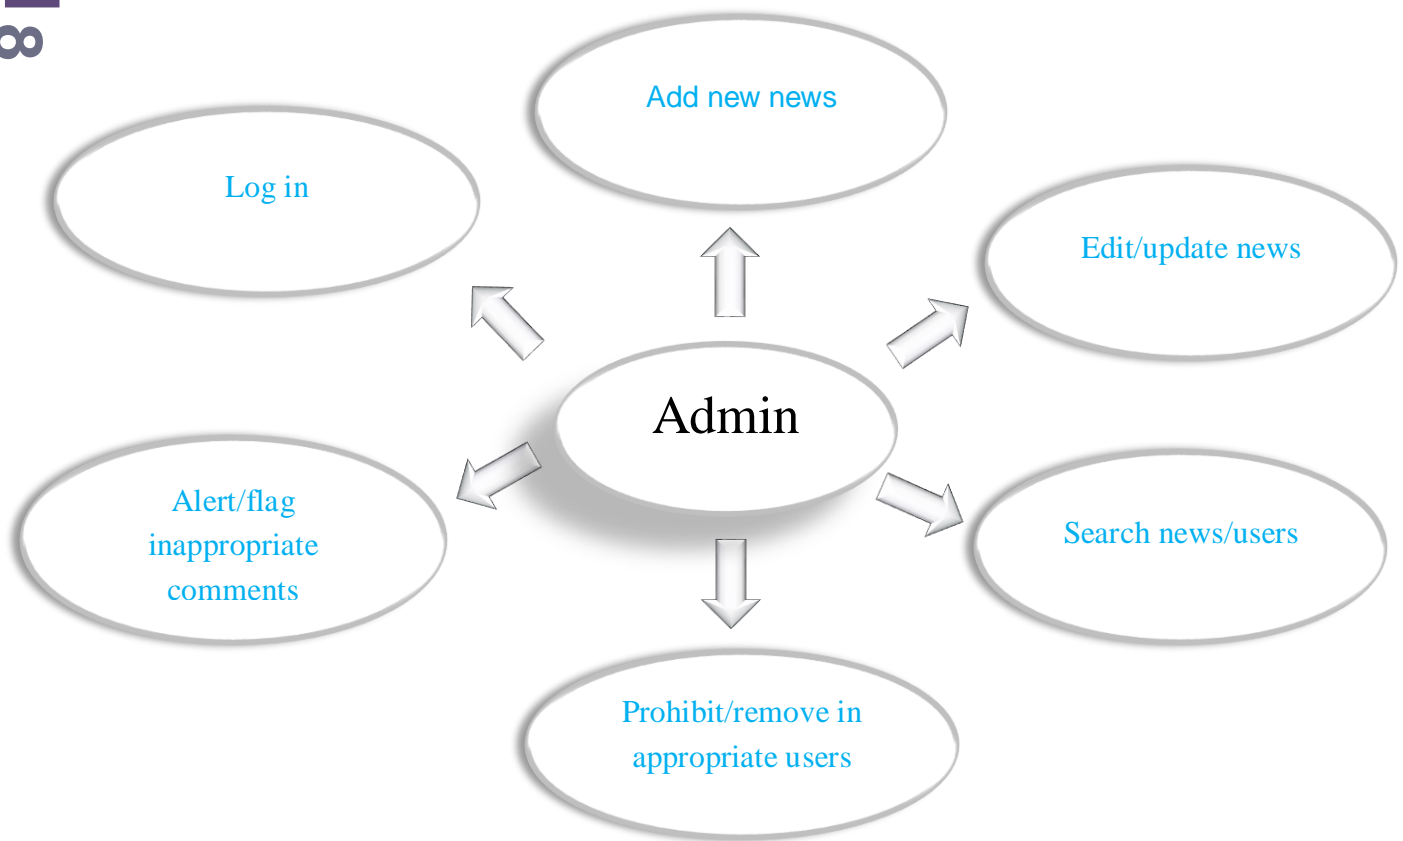 8
Add new news
Log in
Edit/update news
Admin
Alert/flag
inappropriate
comments
Search news/users
Prohibit/remove in
appropriate users